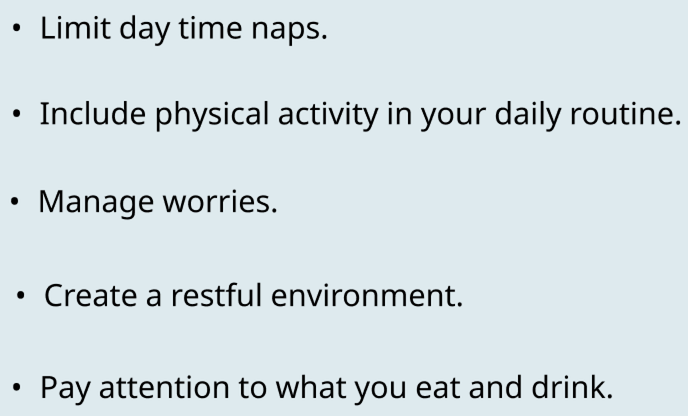 • Limit day time naps.
• Include physical activity in your daily routine.
• Manage worries.
• Create a restful environment.
• Pay attention to what you eat and drink.